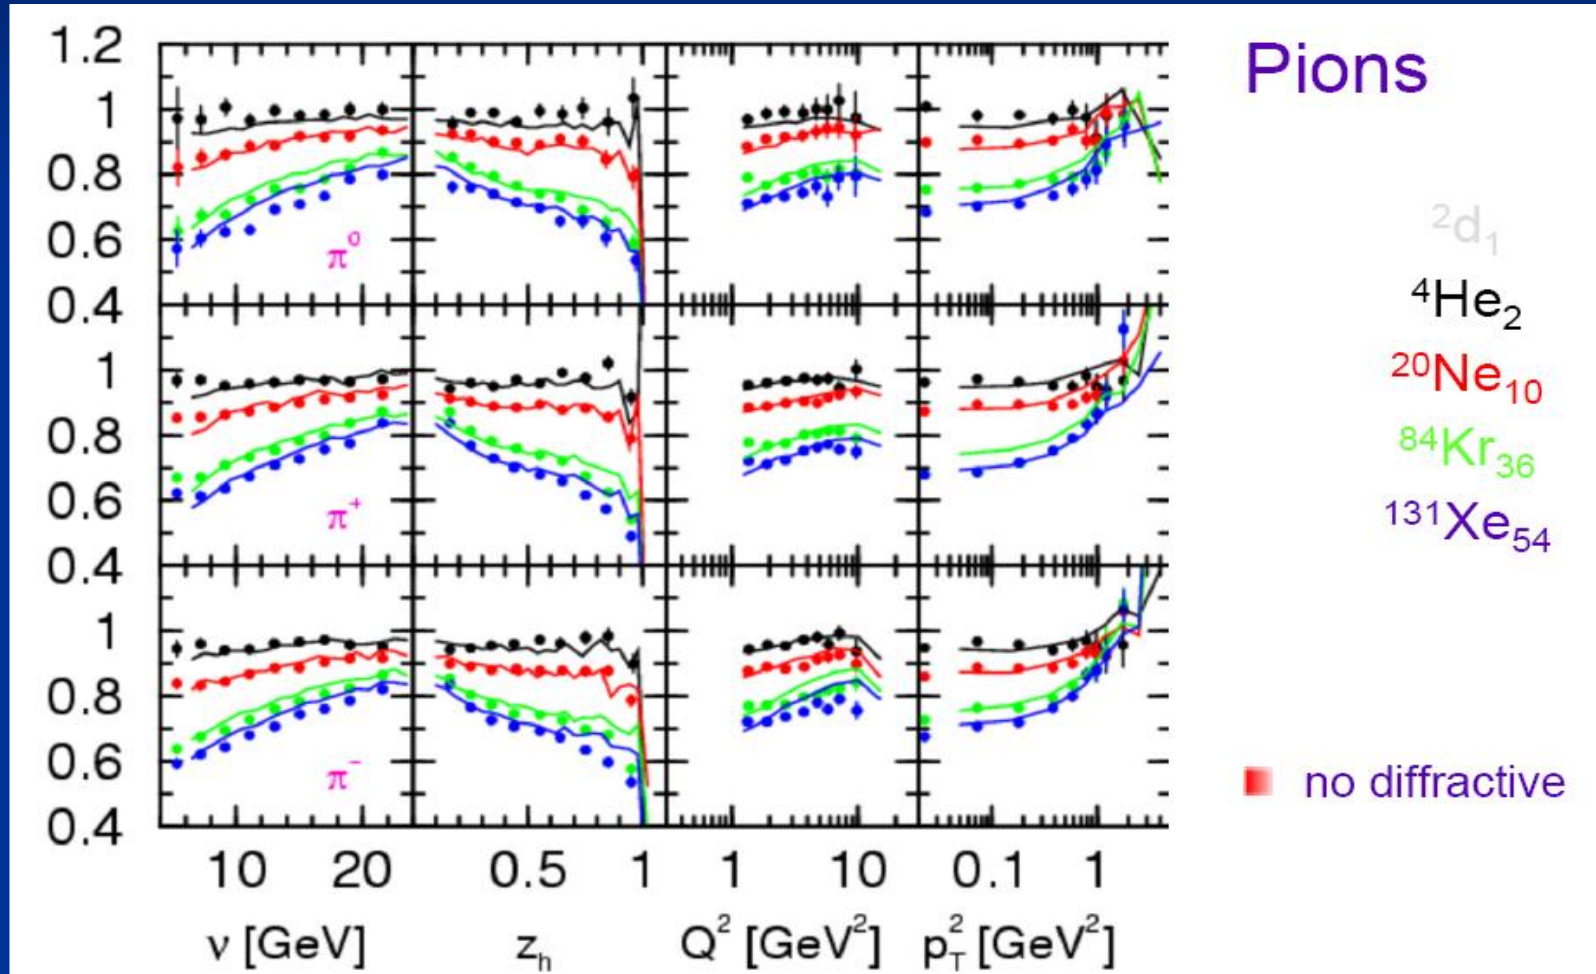 Pions
1.2
1
0.8
0.6
0.4
π⁰
1
0.8
0.6
0.4
π⁺
1
0.8
0.6
0.4
π⁻
10 20 0.5 1 1 10 0.1 1
ν [GeV] z_h Q² [GeV²] p_T² [GeV²]
²d₁
⁴He₂
²⁰Ne₁₀
⁸⁴Kr₃₆
¹³¹Xe₅₄
no diffractive